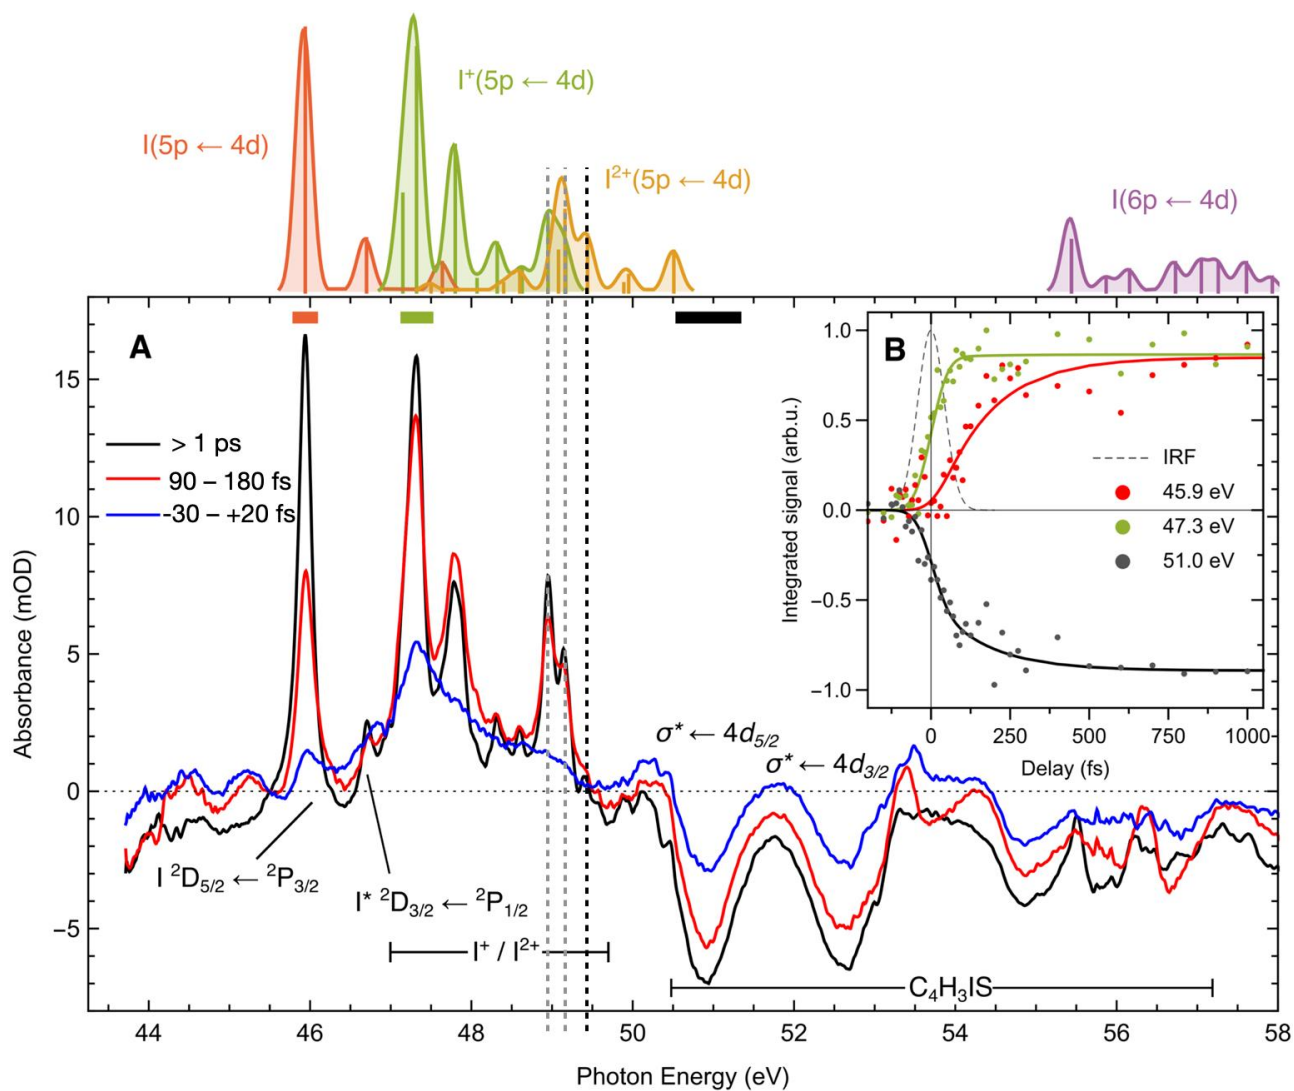 I⁺(5p ← 4d)
I(5p ← 4d)
I²⁺(5p ← 4d)
I(6p ← 4d)
A
B
15
10
5
0
−5
Absorbance (mOD)
> 1 ps
90 – 180 fs
-30 – +20 fs
1.0
0.5
0.0
−0.5
−1.0
Integrated signal (arb.u.)
IRF
45.9 eV
47.3 eV
51.0 eV
0 250 500 750 1000
Delay (fs)
σ* ← 4d₅/₂
σ* ← 4d₃/₂
I ²D₅/₂ ← ²P₃/₂
I* ²D₃/₂ ← ²P₁/₂
I⁺ / I²⁺
C₄H₃IS
44 46 48 50 52 54 56 58
Photon Energy (eV)